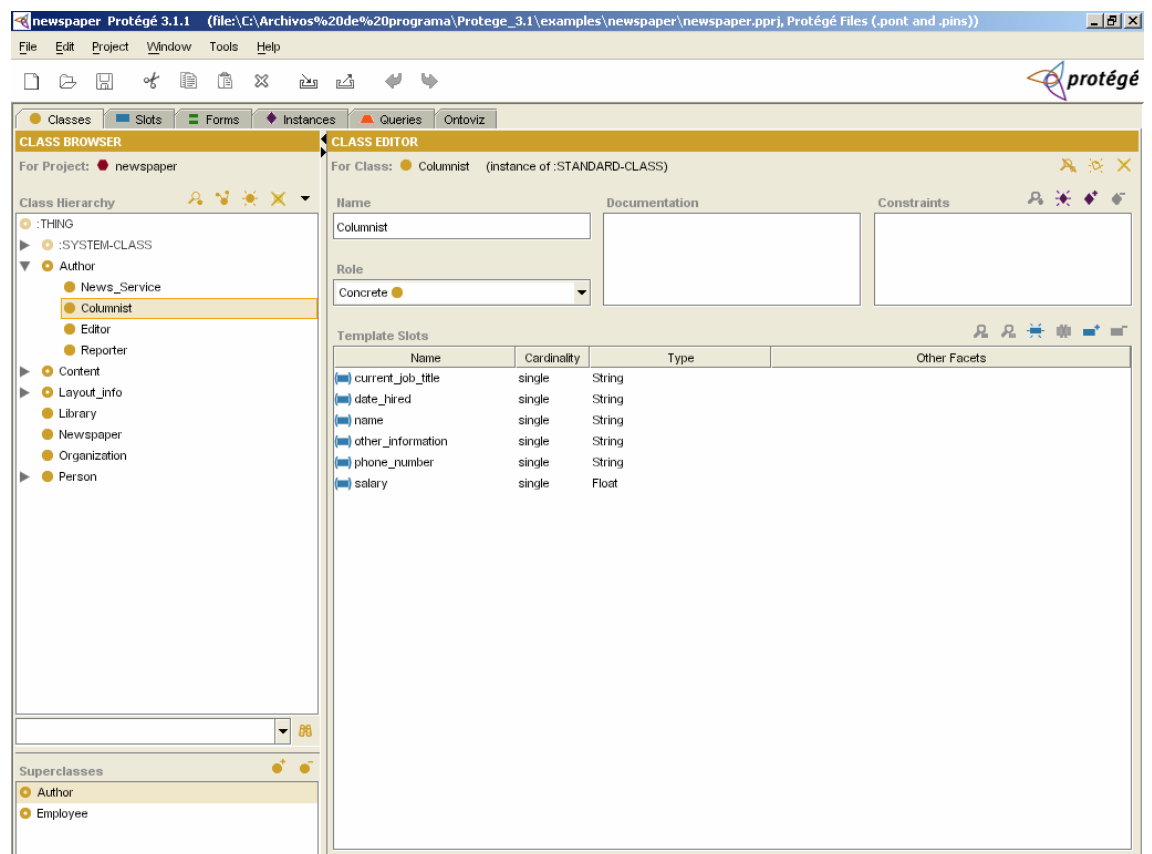 newspaper Protégé 3.1.1 (file:\C:\Archivos%20de%20programa\Protege_3.1\examples\newspaper\newspaper.pprj, Protégé Files (.pont and .pins))
File Edit Project Window Tools Help
protégé
Classes Slots Forms Instances Queries Ontoviz
CLASS BROWSER
For Project: newspaper
Class Hierarchy
:THING
:SYSTEM-CLASS
Author
News_Service
Columnist
Editor
Reporter
Content
Layout_info
Library
Newspaper
Organization
Person
Superclasses
Author
Employee
CLASS EDITOR
For Class: Columnist (instance of :STANDARD-CLASS)
Name Documentation Constraints
Columnist
Role
Concrete
Template Slots
Name Cardinality Type Other Facets
current_job_title single String
date_hired single String
name single String
other_information single String
phone_number single String
salary single Float